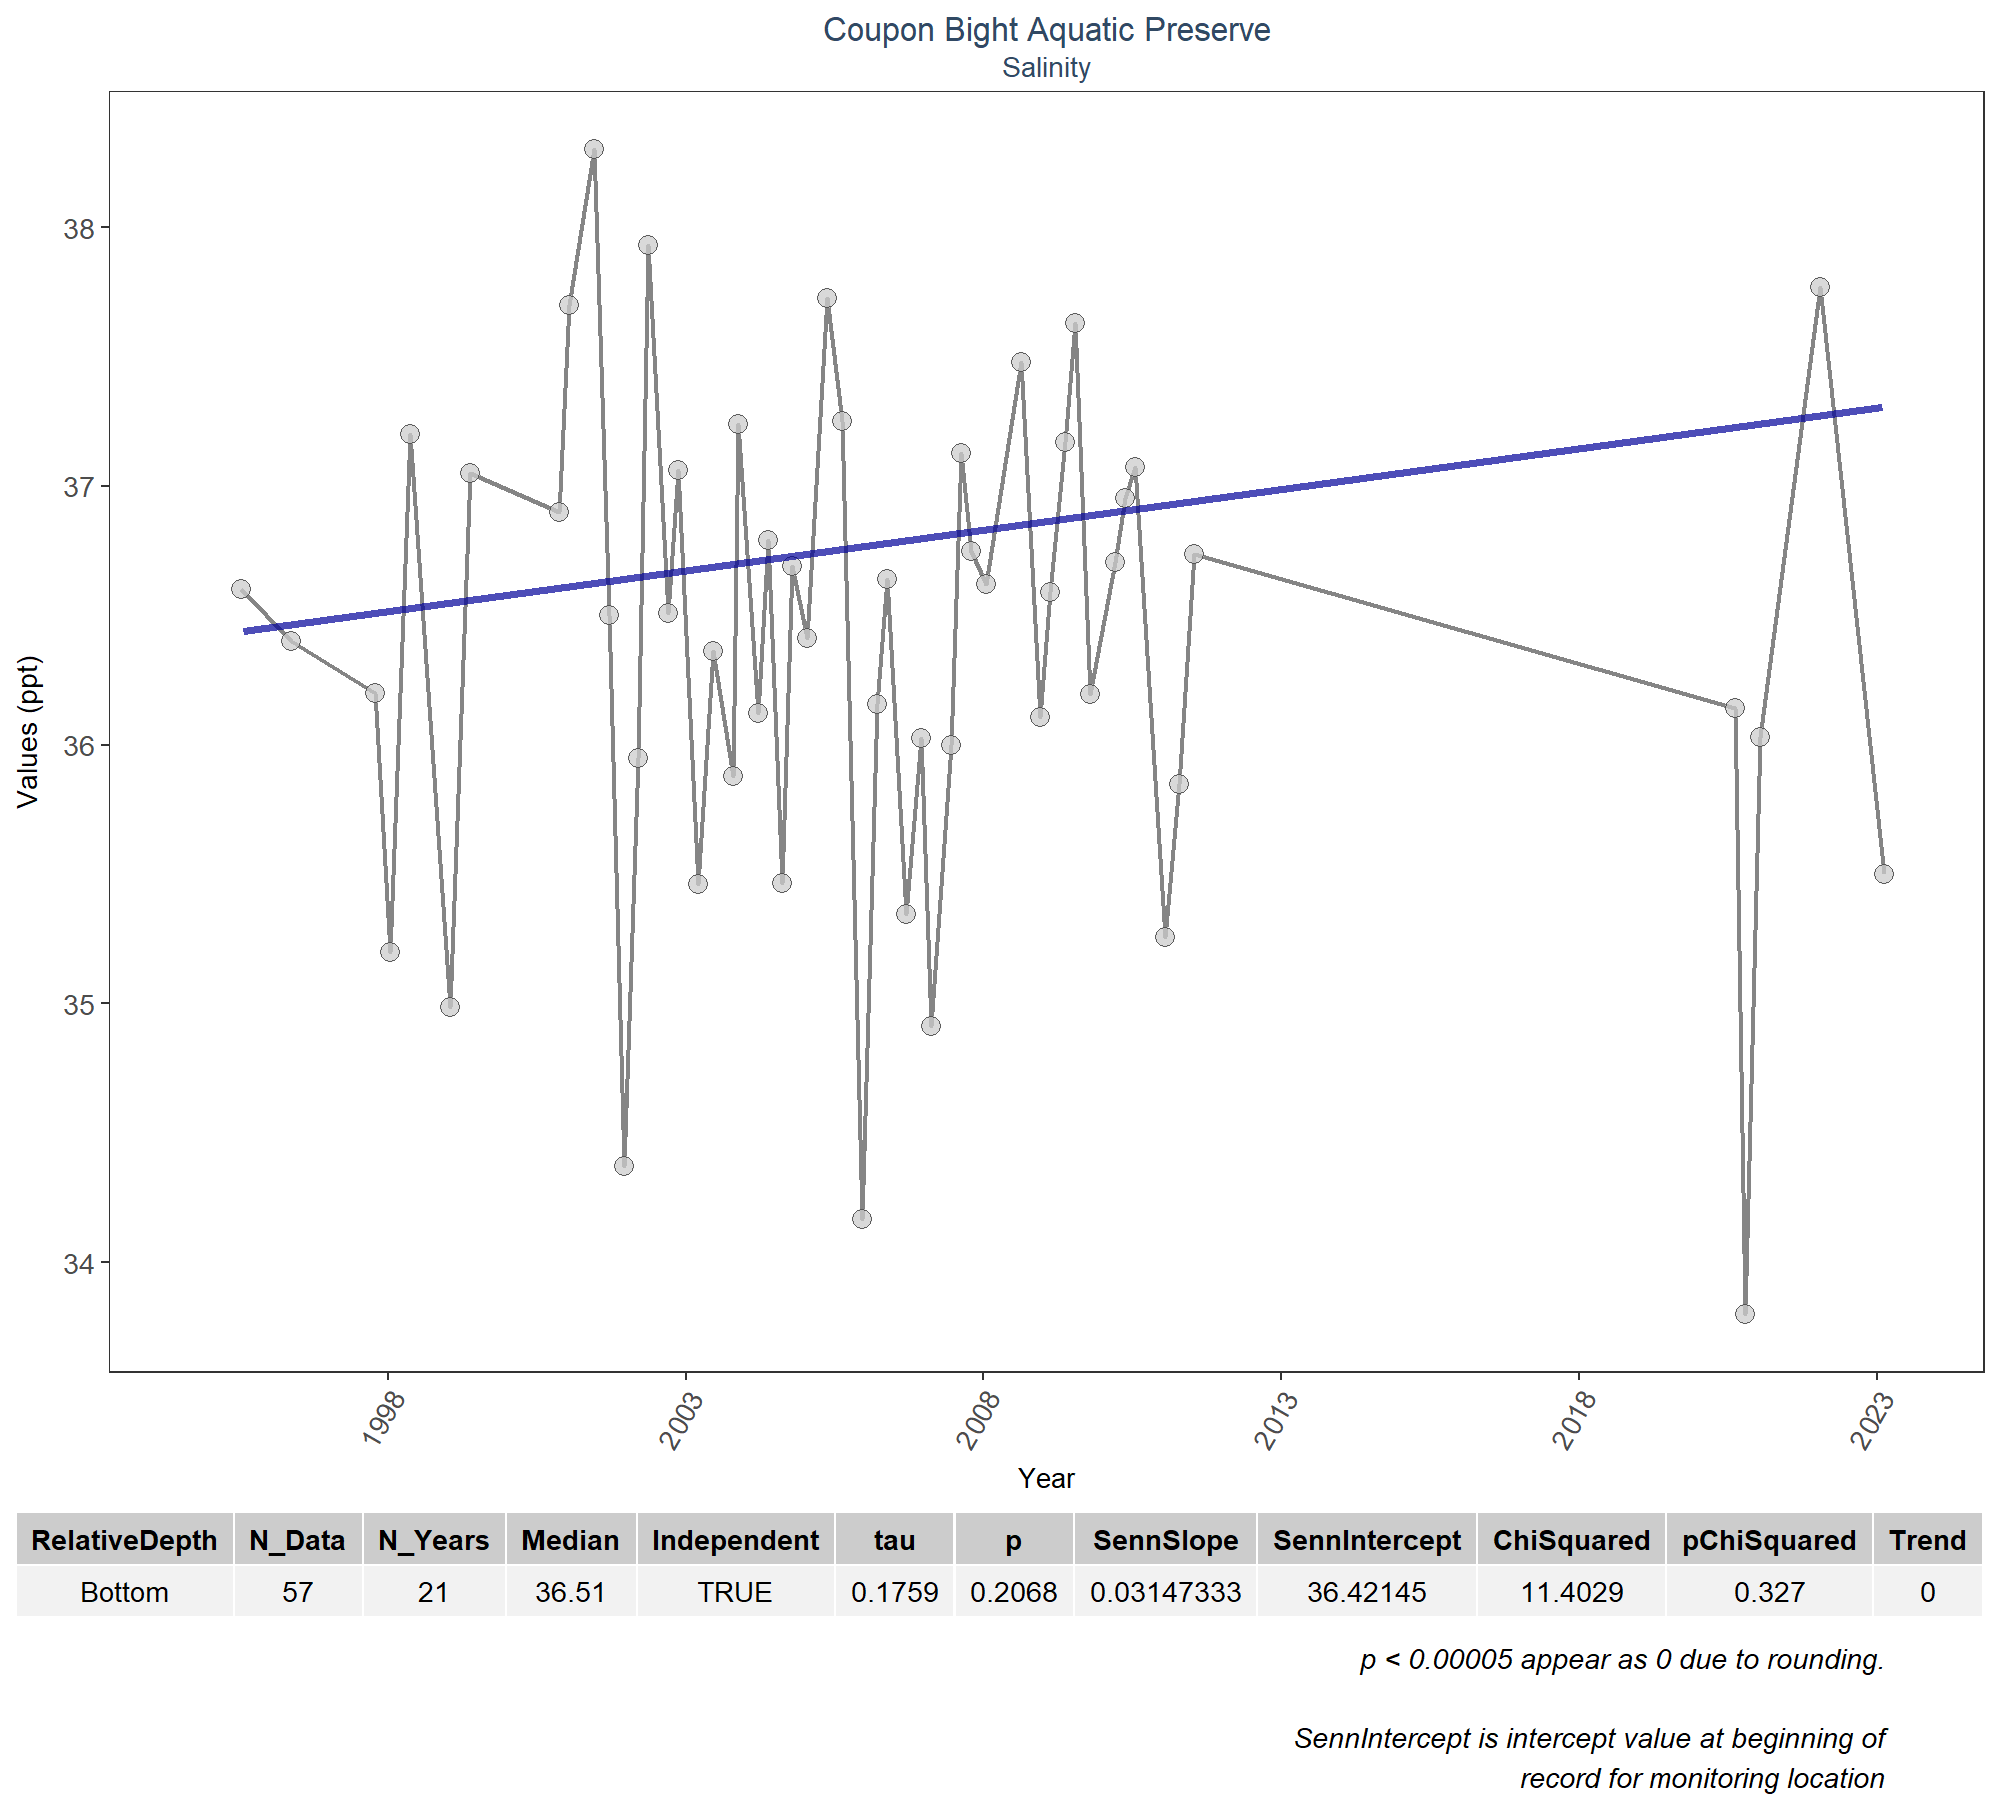 Coupon Bight Aquatic Preserve
Salinity
Values (ppt)
38
37
36
35
34
1998 2003 2008 2013 2018 2023
Year
RelativeDepth N_Data N_Years Median Independent tau p SennSlope SennIntercept ChiSquared pChiSquared Trend
Bottom 57 21 36.51 TRUE 0.1759 0.2068 0.03147333 36.42145 11.4029 0.327 0
p < 0.00005 appear as 0 due to rounding.
SennIntercept is intercept value at beginning of
record for monitoring location